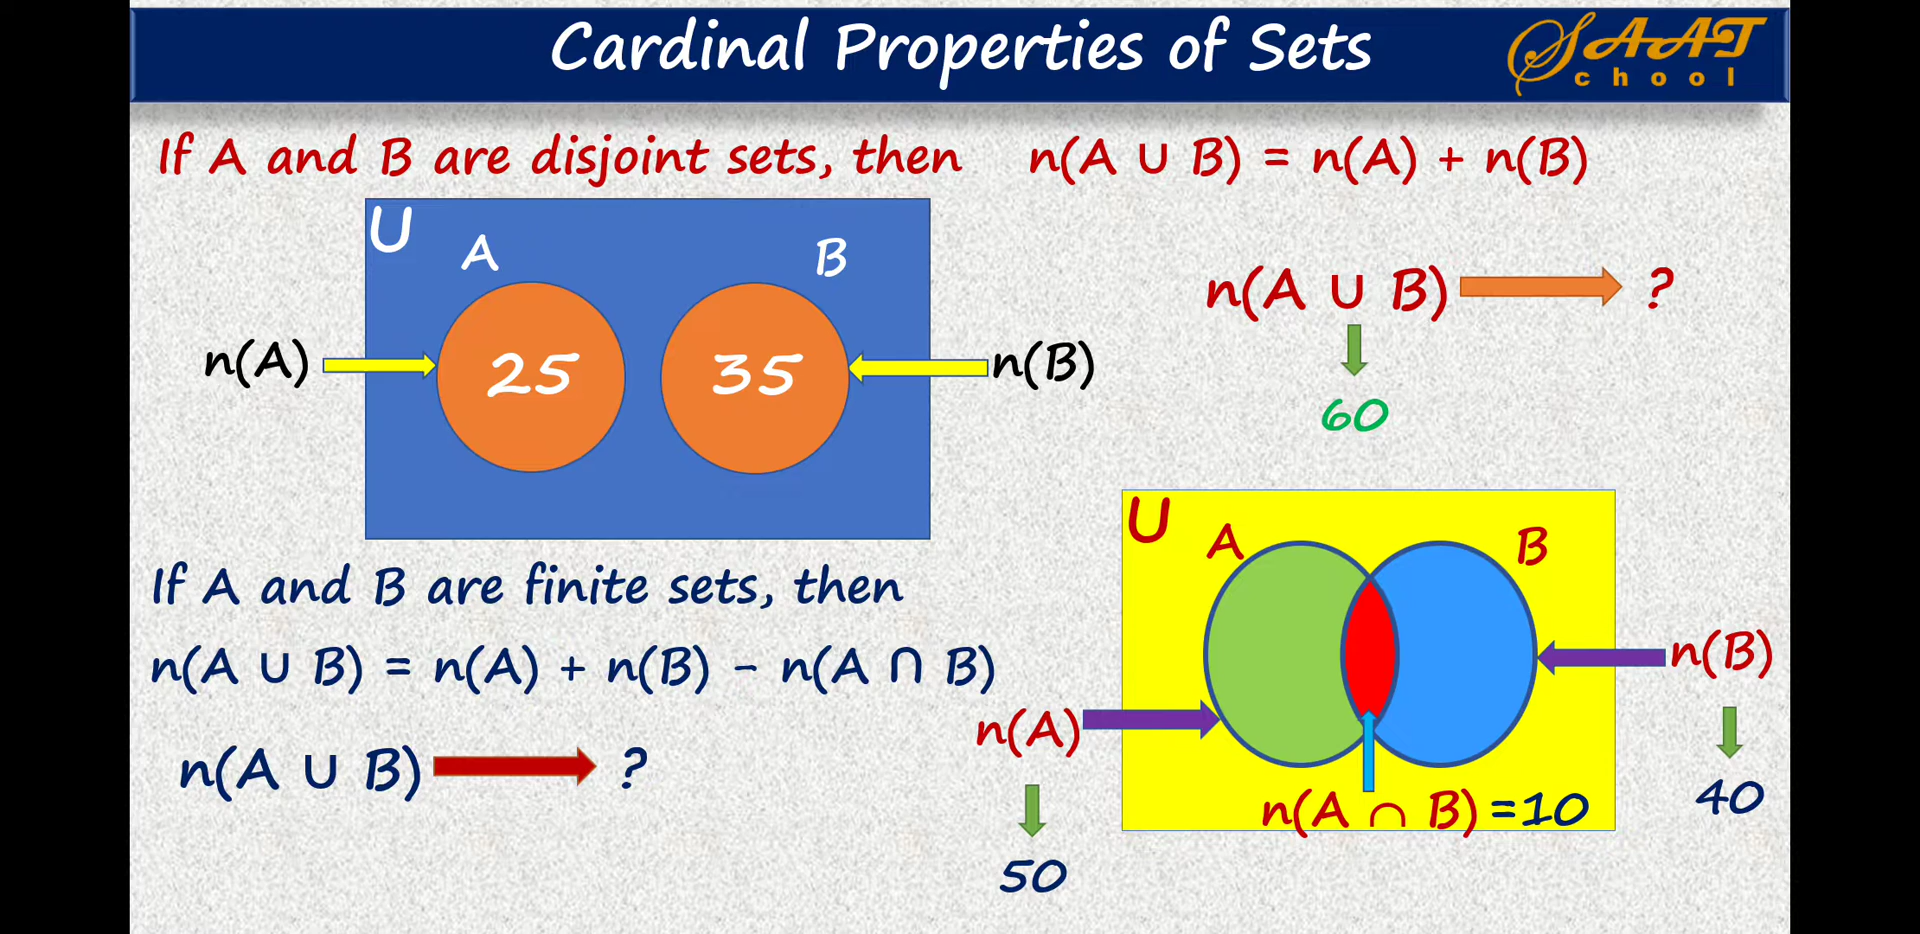 Cardinal Properties of Sets
SAAT
chool
If A and B are disjoint sets, then n(A ∪ B) = n(A) + n(B)
U
A
B
n(A ∪ B) ?
n(A)
25
35
n(B)
60
U
A
B
If A and B are finite sets, then
n(A ∪ B) = n(A) + n(B) - n(A ∩ B)
n(B)
n(A)
n(A ∪ B) ?
40
n(A ∩ B) =10
50